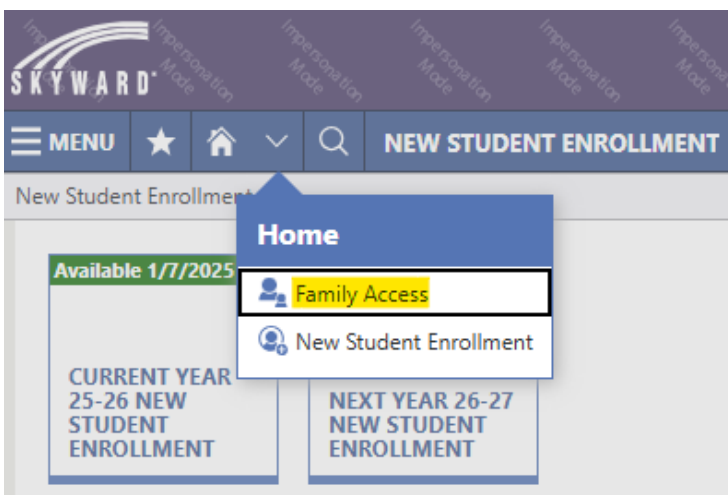 Impersonation Mode
Impersonation Mode
Impersonation Mode
Impersonation Mode
Impersonation Mode
Impersonation Mode
SKYWARD
MENU
NEW STUDENT ENROLLMENT
New Student Enrollment
Home
Available 1/7/2025
Family Access
New Student Enrollment
CURRENT YEAR
25-26 NEW
STUDENT
ENROLLMENT
NEXT YEAR 26-27
NEW STUDENT
ENROLLMENT